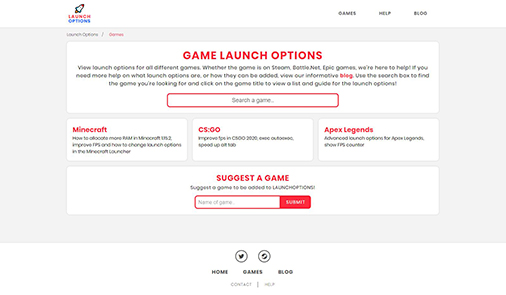 LAUNCH
OPTIONS
GAMES HELP BLOG
Launch Options / Games
GAME LAUNCH OPTIONS
View launch options for all different games. Whether the game is on Steam, Battle.Net, Epic games, we're here to help! If you
need more help on what launch options are, or how they can be added, view our informative blog. Use the search box to find
the game you're looking for and click on the game title to view a list and guide for the launch options!
Search a game..
Minecraft
How to allocate more RAM in Minecraft 1.16.2,
improve FPS and how to change launch options
in the Minecraft Launcher
CS:GO
Improve fps in CS:GO 2020, exec autoexec,
speed up alt tab
Apex Legends
Advanced launch options for Apex Legends,
show FPS counter
SUGGEST A GAME
Suggest a game to be added to LAUNCHOPTIONS!
Name of game.. SUBMIT
HOME GAMES BLOG
CONTACT | HELP